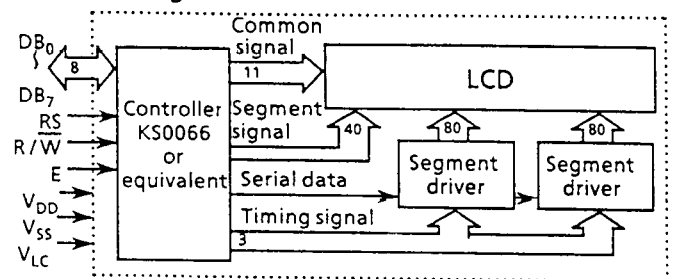 DB0
8
DB7
RS
R / W̅
E
VDD
VSS
VLC
Controller
KS0066
or
equivalent
Common
signal
11
LCD
Segment
signal
40
80
80
Segment
driver
Segment
driver
Serial data
Timing signal
3